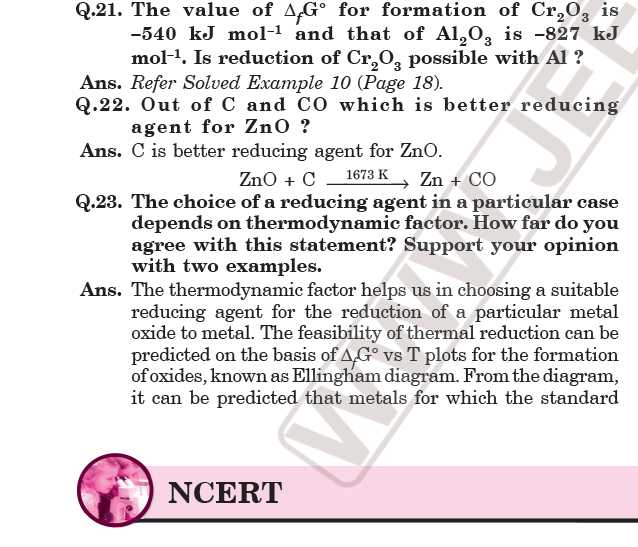 Q.21. The value of ΔfG° for formation of Cr₂O₃ is
–540 kJ mol⁻¹ and that of Al₂O₃ is –827 kJ
mol⁻¹. Is reduction of Cr₂O₃ possible with Al ?
Ans. Refer Solved Example 10 (Page 18).
Q.22. Out of C and CO which is better reducing
agent for ZnO ?
Ans. C is better reducing agent for ZnO.
ZnO + C 1673 K → Zn + CO
Q.23. The choice of a reducing agent in a particular case
depends on thermodynamic factor. How far do you
agree with this statement? Support your opinion
with two examples.
Ans. The thermodynamic factor helps us in choosing a suitable
reducing agent for the reduction of a particular metal
oxide to metal. The feasibility of thermal reduction can be
predicted on the basis of ΔfG° vs T plots for the formation
of oxides, known as Ellingham diagram. From the diagram,
it can be predicted that metals for which the standard
NCERT
WWW JEE